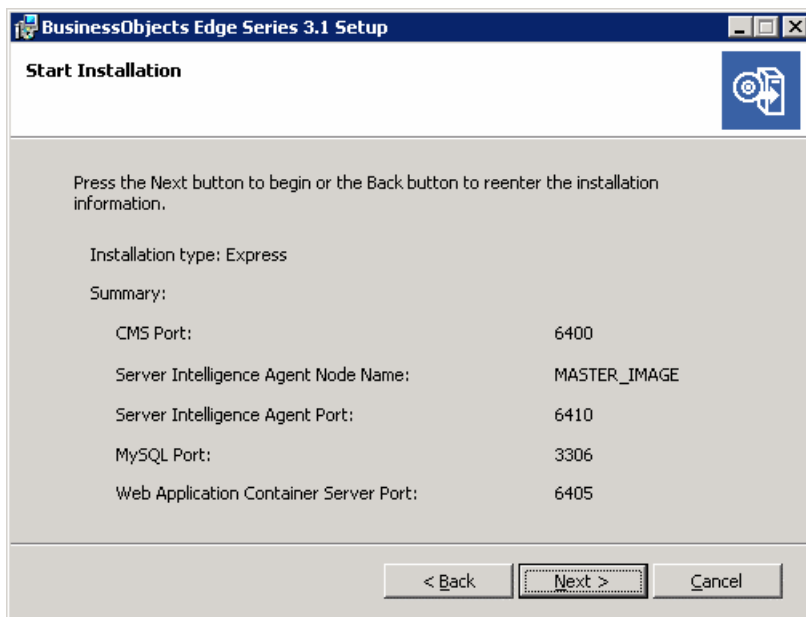 BusinessObjects Edge Series 3.1 Setup
Start Installation
Press the Next button to begin or the Back button to reenter the installation
information.
Installation type: Express
Summary:
CMS Port: 6400
Server Intelligence Agent Node Name: MASTER_IMAGE
Server Intelligence Agent Port: 6410
MySQL Port: 3306
Web Application Container Server Port: 6405
< Back Next > Cancel